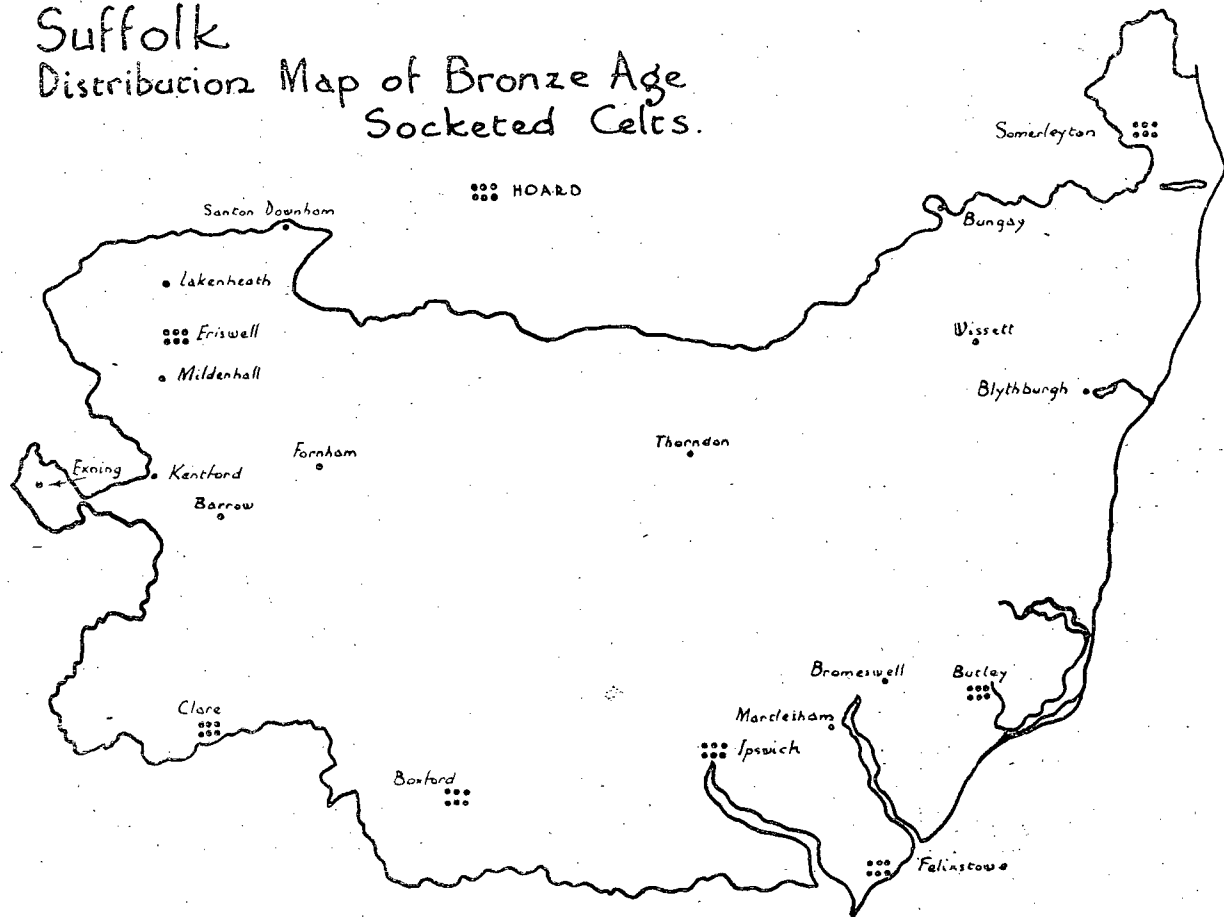 Suffolk
Distribution Map of Bronze Age
Socketed Celts.
Somerleyton
HOARD
Santon Downham
Bungay
Lakenheath
Eriswell
Wissett
Mildenhall
Blythburgh
Thorndon
Fornham
Exning
Kentford
Barrow
Bromeswell
Butley
Clare
Martlesham
Ipswich
Boxford
Felixstowe